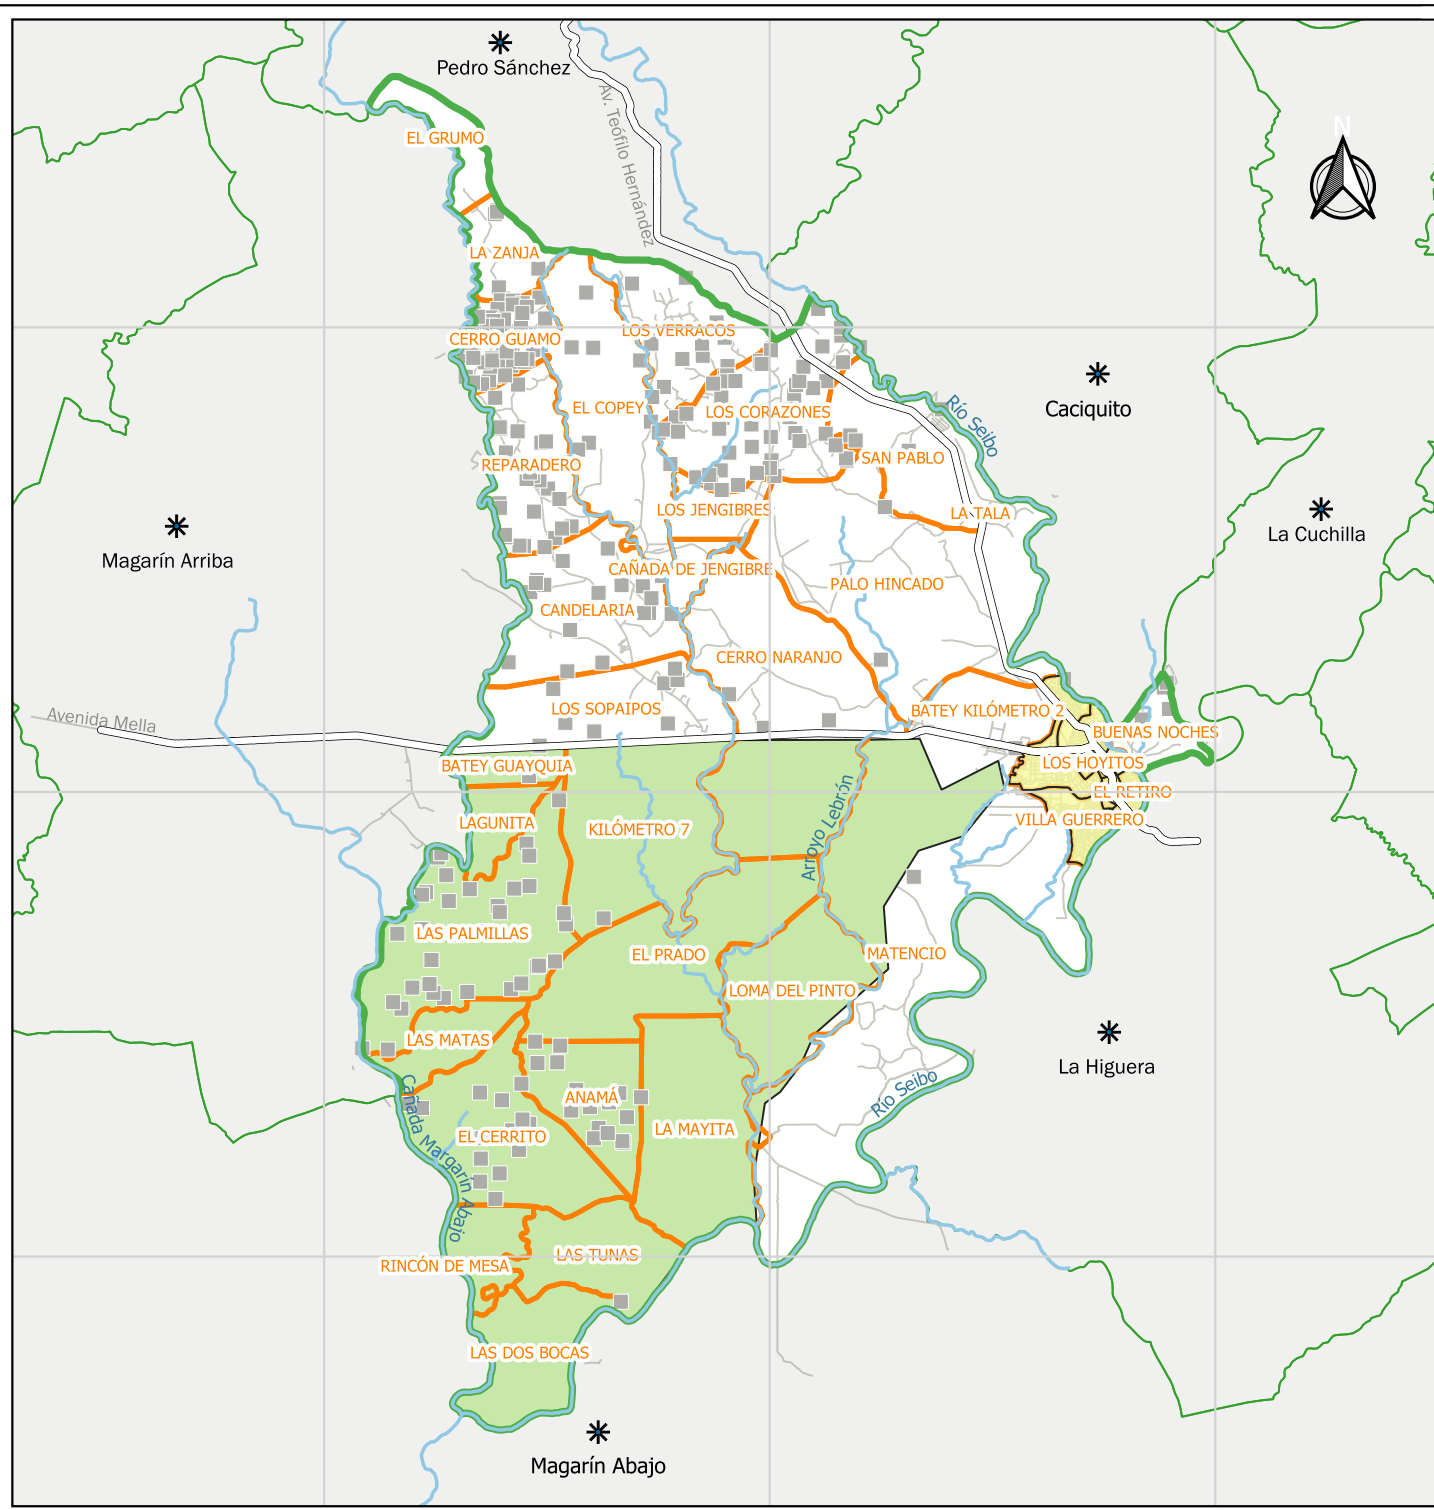 Pedro Sánchez
Av. Teófilo Hernández
N
EL GRUMO
LA ZANJA
LOS VERRACOS
CERRO GUAMO
Caciquito
EL COPEY
LOS CORAZONES
Río Seibo
REPARADERO
SAN PABLO
LOS JENGIBRES
LA TALA
La Cuchilla
Magarín Arriba
CAÑADA DE JENGIBRE
PALO HINCADO
CANDELARIA
CERRO NARANJO
LOS SOPAIPOS
BATEY KILÓMETRO 2
Avenida Mella
BUENAS NOCHES
BATEY GUAYQUIA
LOS HOYITOS
EL RETIRO
LAGUNITA
KILÓMETRO 7
Arroyo Lebrón
VILLA GUERRERO
LAS PALMILLAS
EL PRADO
MATENCIO
LOMA DEL PINTO
LAS MATAS
La Higuera
Río Seibo
ANAMÁ
Cañada Margarín Abajo
EL CERRITO
LA MAYITA
LAS TUNAS
RINCÓN DE MESA
LAS DOS BOCAS
Magarín Abajo